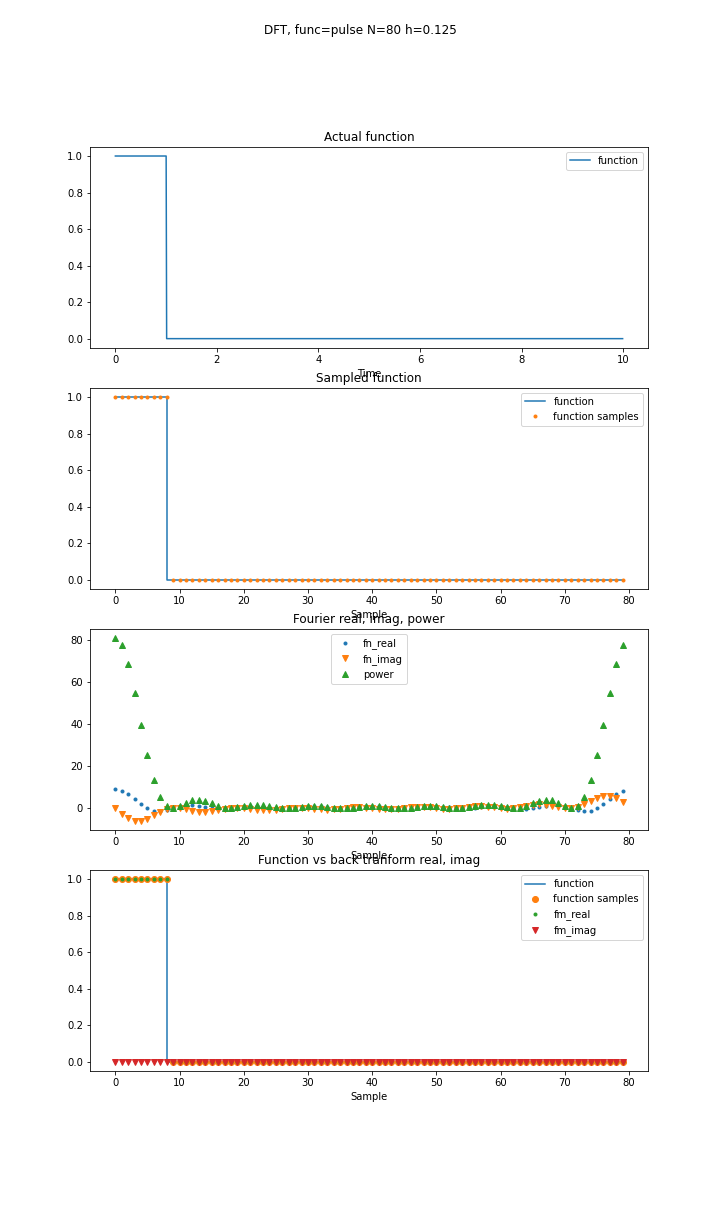 DFT, func=pulse N=80 h=0.125
Actual function
1.0
0.8
0.6
0.4
0.2
0.0
function
0 2 4 6 8 10
Time
Sampled function
1.0
0.8
0.6
0.4
0.2
0.0
function
function samples
0 10 20 30 40 50 60 70 80
Sample
Fourier real, imag, power
80
60
40
20
0
fn_real
fn_imag
power
0 10 20 30 40 50 60 70 80
Sample
Function vs back tranform real, imag
1.0
0.8
0.6
0.4
0.2
0.0
function
function samples
fm_real
fm_imag
0 10 20 30 40 50 60 70 80
Sample